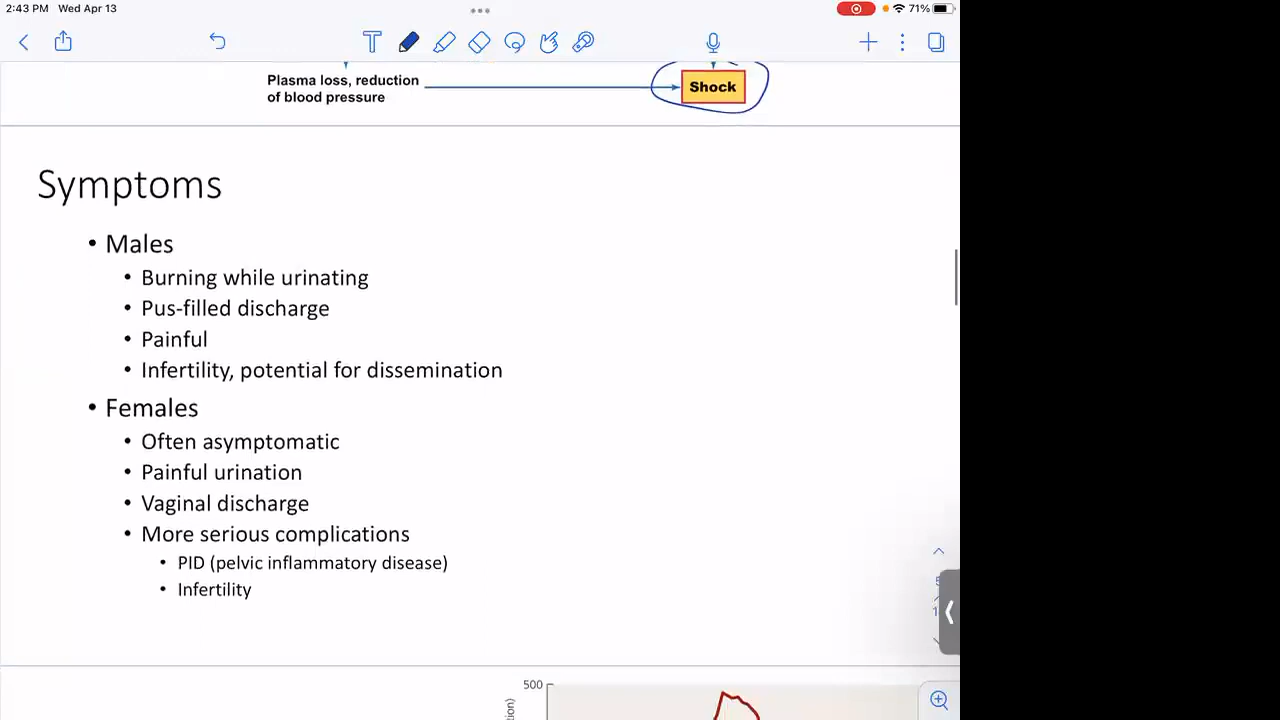 2:43 PM Wed Apr 13
71%
Plasma loss, reduction
of blood pressure
Shock
Symptoms
• Males
• Burning while urinating
• Pus-filled discharge
• Painful
• Infertility, potential for dissemination
• Females
• Often asymptomatic
• Painful urination
• Vaginal discharge
• More serious complications
• PID (pelvic inflammatory disease)
• Infertility
500